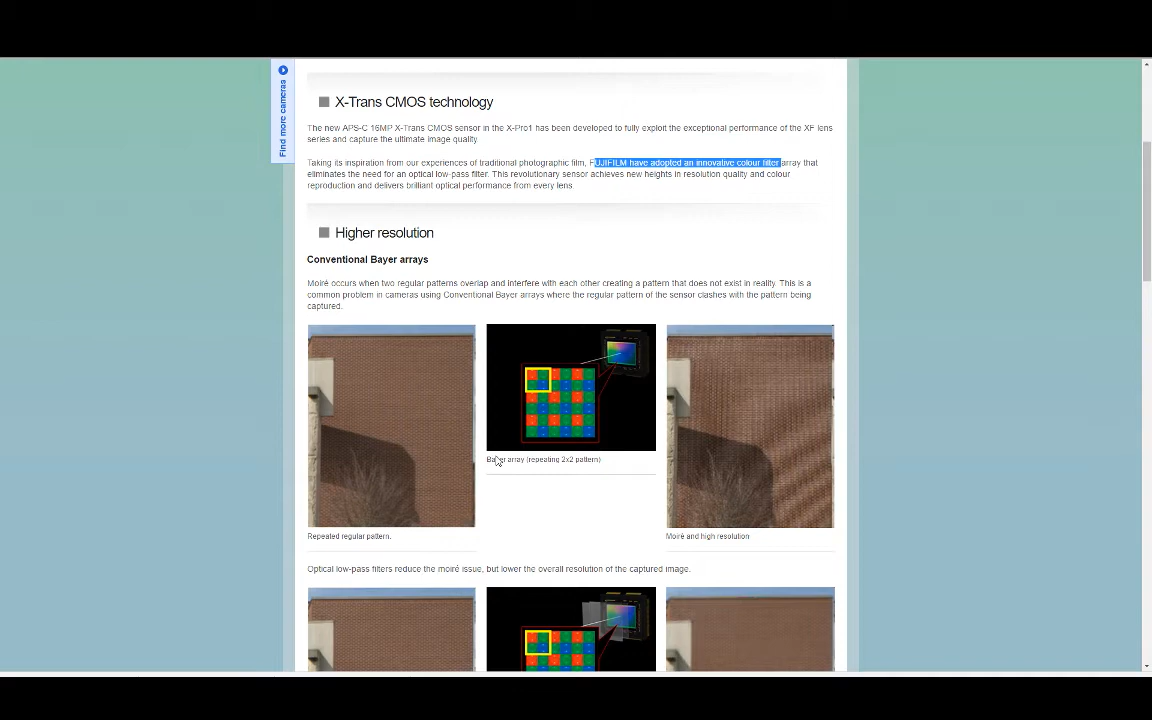 Find more cameras
X-Trans CMOS technology
The new APS-C 16MP X-Trans CMOS sensor in the X-Pro1 has been developed to fully exploit the exceptional performance of the XF lens
series and capture the ultimate image quality.
Taking its inspiration from our experiences of traditional photographic film, FUJIFILM have adopted an innovative colour filter array that
eliminates the need for an optical low-pass filter. This revolutionary sensor achieves new heights in resolution quality and colour
reproduction and delivers brilliant optical performance from every lens.
Higher resolution
Conventional Bayer arrays
Moiré occurs when two regular patterns overlap and interfere with each other creating a pattern that does not exist in reality. This is a
common problem in cameras using Conventional Bayer arrays where the regular pattern of the sensor clashes with the pattern being
captured.
Bayer array (repeating 2x2 pattern)
Repeated regular pattern.
Moiré and high resolution
Optical low-pass filters reduce the moiré issue, but lower the overall resolution of the captured image.